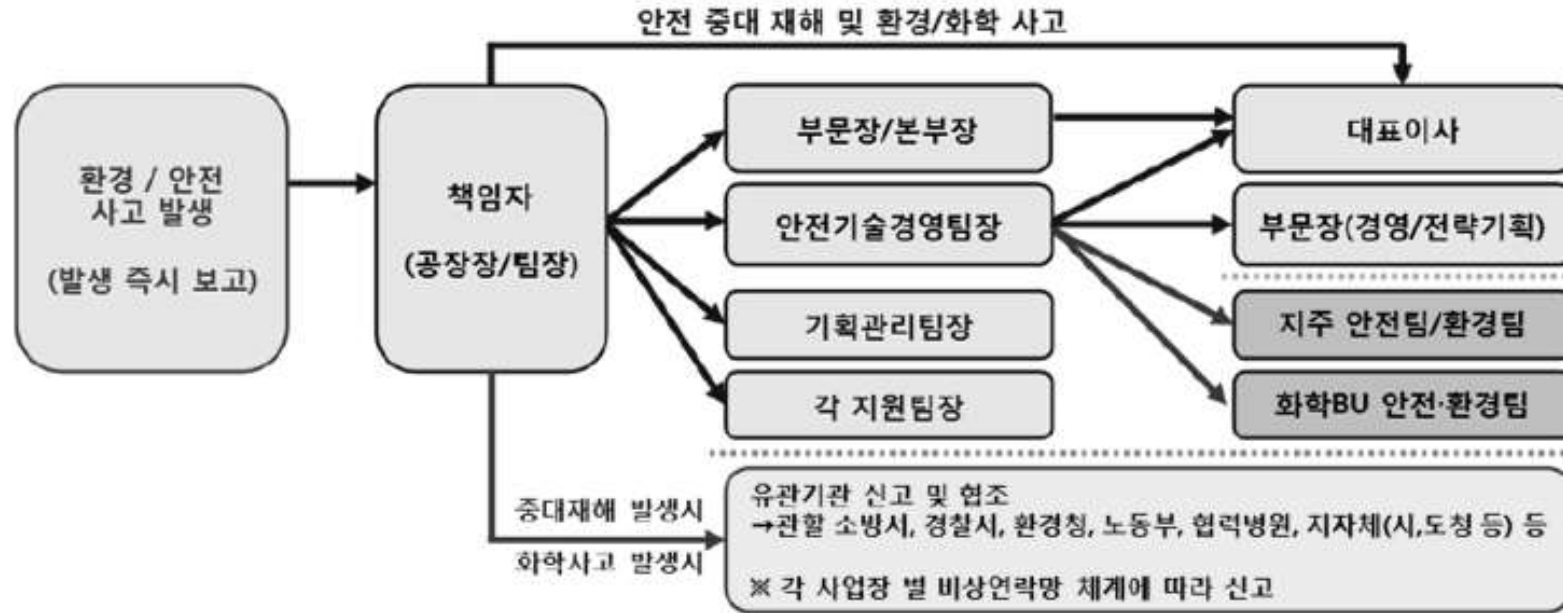 안전 중대 재해 및 환경/화학 사고
환경 / 안전
사고 발생
(발생 즉시 보고)
책임자
(공장장/팀장)
부문장/본부장
안전기술경영팀장
기획관리팀장
각 지원팀장
대표이사
부문장(경영/전략기획)
지주 안전팀/환경팀
화학BU 안전·환경팀
중대재해 발생시
화학사고 발생시
유관기관 신고 및 협조
→관할 소방서, 경찰서, 환경청, 노동부, 협력병원, 지자체(시,도청 등) 등
※ 각 사업장 별 비상연락망 체계에 따라 신고